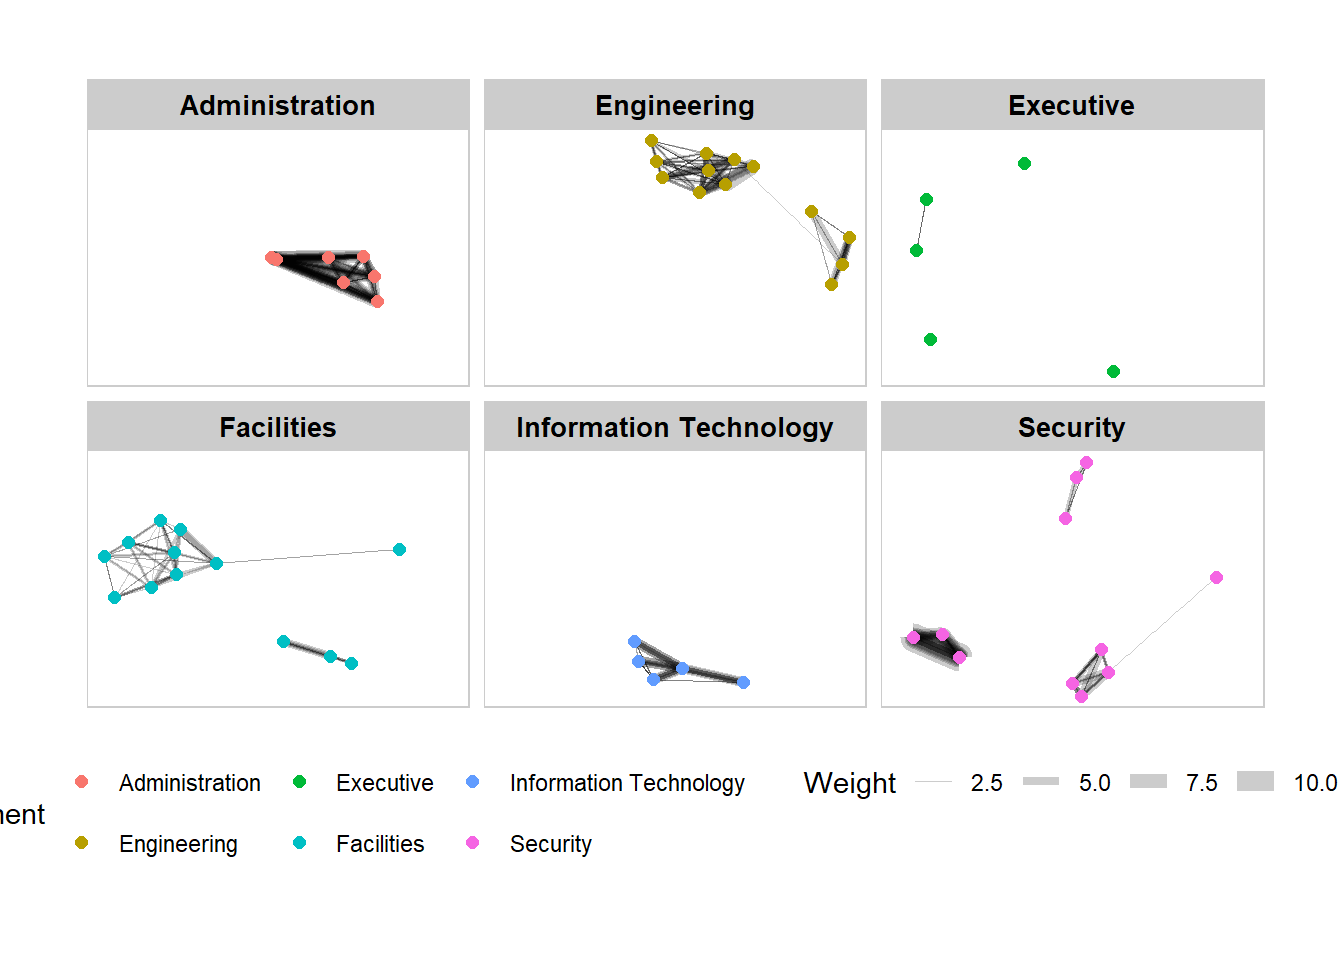 Administration
Engineering
Executive
Facilities
Information Technology
Security
Administration Executive Information Technology Weight 2.5 5.0 7.5 10.0
Engineering Facilities Security